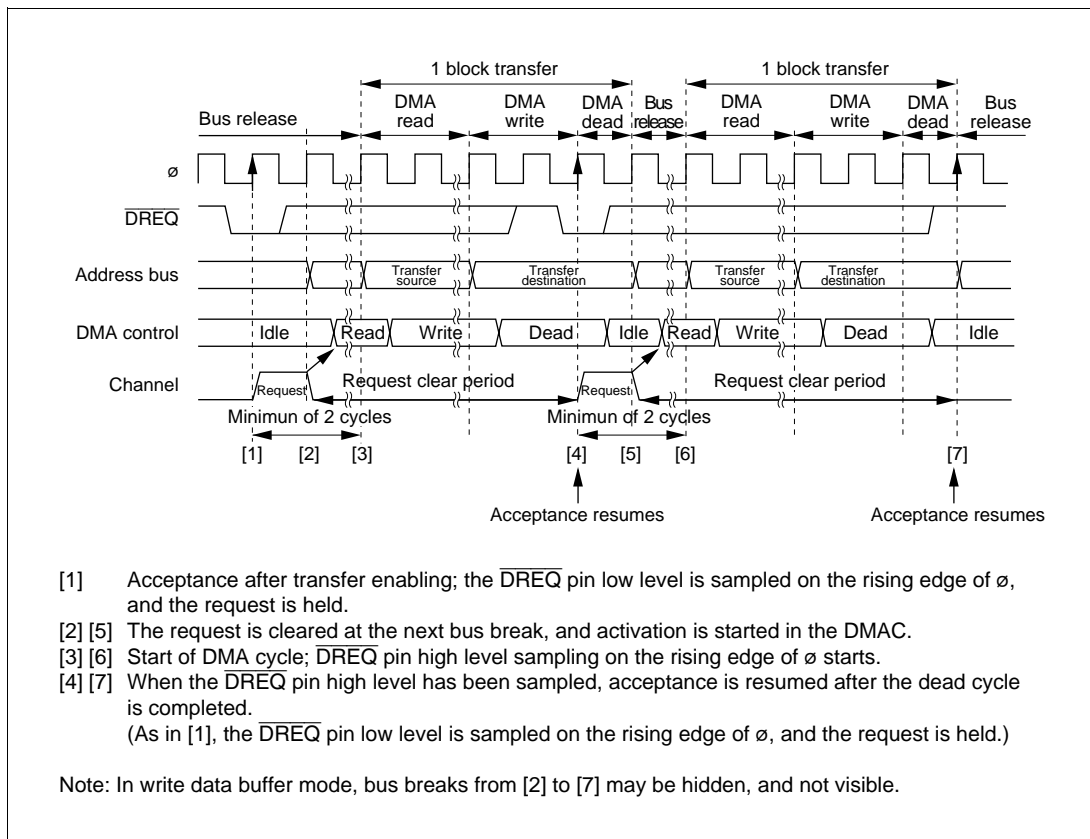 1 block transfer 1 block transfer
Bus release DMA read DMA write DMA dead Bus release DMA read DMA write DMA dead Bus release
ø
DREQ
Address bus Transfer source Transfer destination Transfer source Transfer destination
DMA control Idle Read Write Dead Idle Read Write Dead Idle
Channel Request Request clear period Request Request clear period
Minimun of 2 cycles Minimun of 2 cycles
[1] [2] [3] [4] [5] [6] [7]
Acceptance resumes Acceptance resumes
[1] Acceptance after transfer enabling; the DREQ pin low level is sampled on the rising edge of ø,
and the request is held.
[2] [5] The request is cleared at the next bus break, and activation is started in the DMAC.
[3] [6] Start of DMA cycle; DREQ pin high level sampling on the rising edge of ø starts.
[4] [7] When the DREQ pin high level has been sampled, acceptance is resumed after the dead cycle
is completed.
(As in [1], the DREQ pin low level is sampled on the rising edge of ø, and the request is held.)
Note: In write data buffer mode, bus breaks from [2] to [7] may be hidden, and not visible.